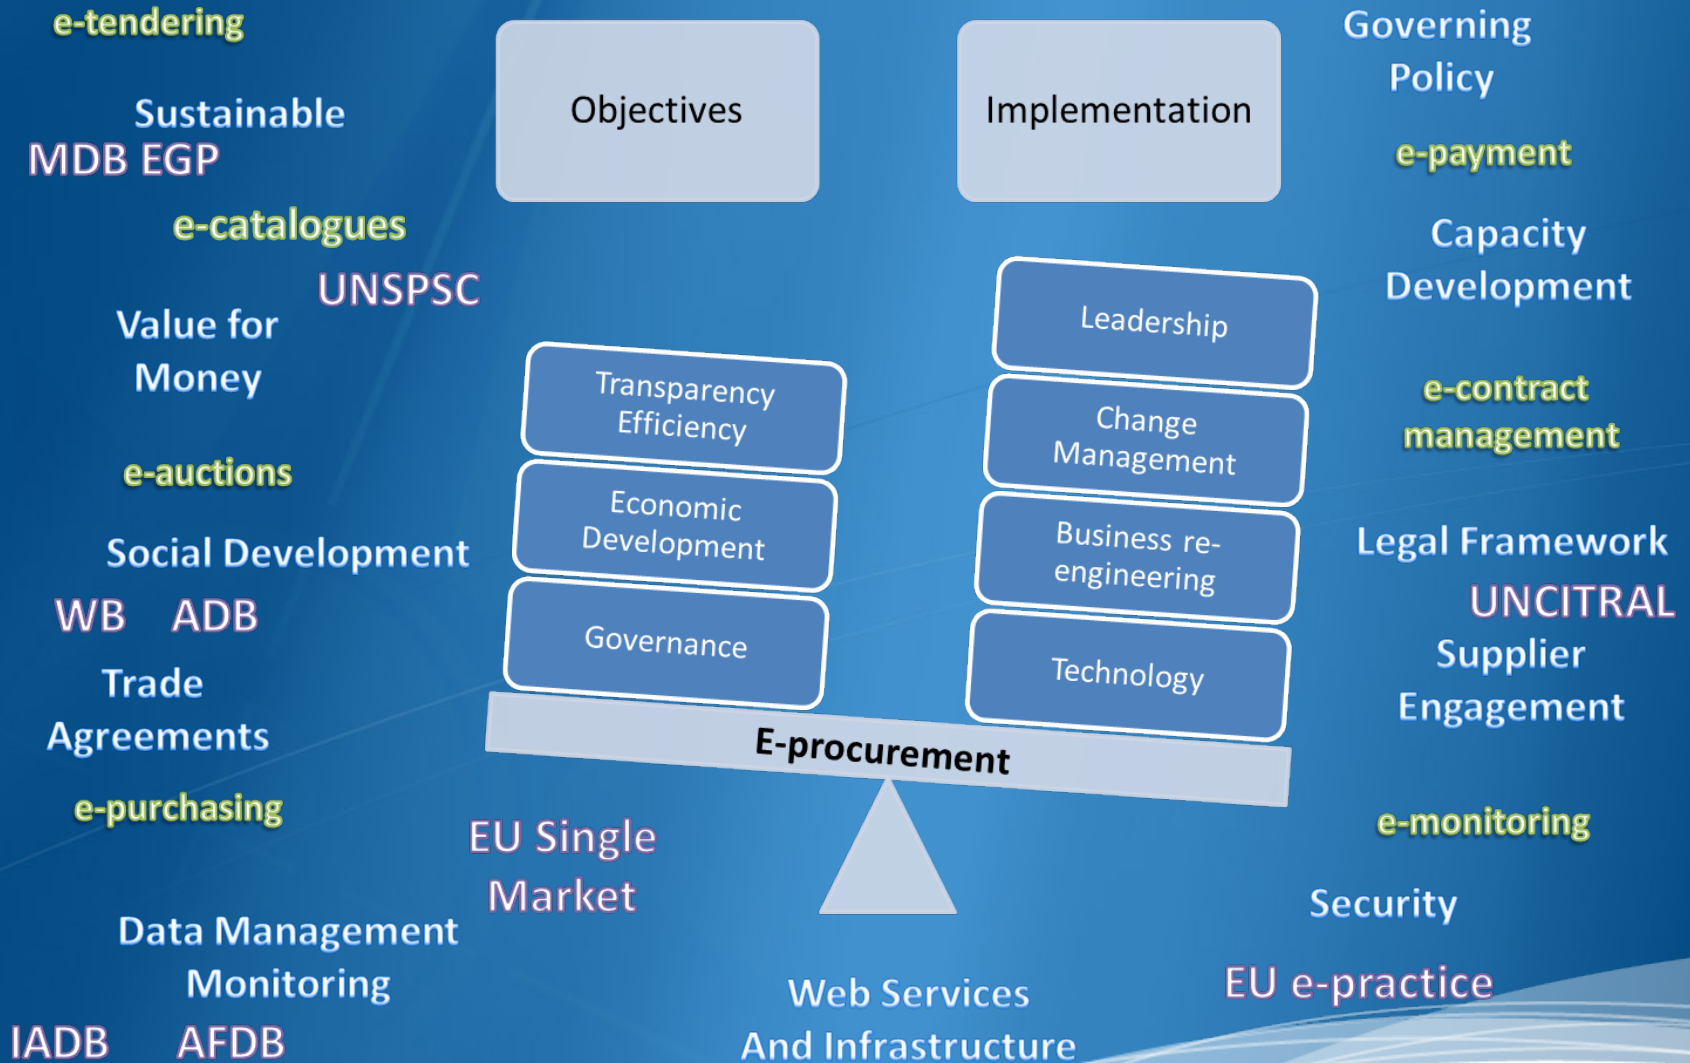 e-tendering
Sustainable
MDB EGP
e-catalogues
UNSPSC
Value for
Money
e-auctions
Social Development
WB ADB
Trade
Agreements
e-purchasing
EU Single
Market
Data Management
Monitoring
IADB AFDB
Objectives
Transparency
Efficiency
Economic
Development
Governance
Implementation
Leadership
Change
Management
Business re-
engineering
Technology
E-procurement
Web Services
And Infrastructure
Governing
Policy
e-payment
Capacity
Development
e-contract
management
Legal Framework
UNCITRAL
Supplier
Engagement
e-monitoring
Security
EU e-practice